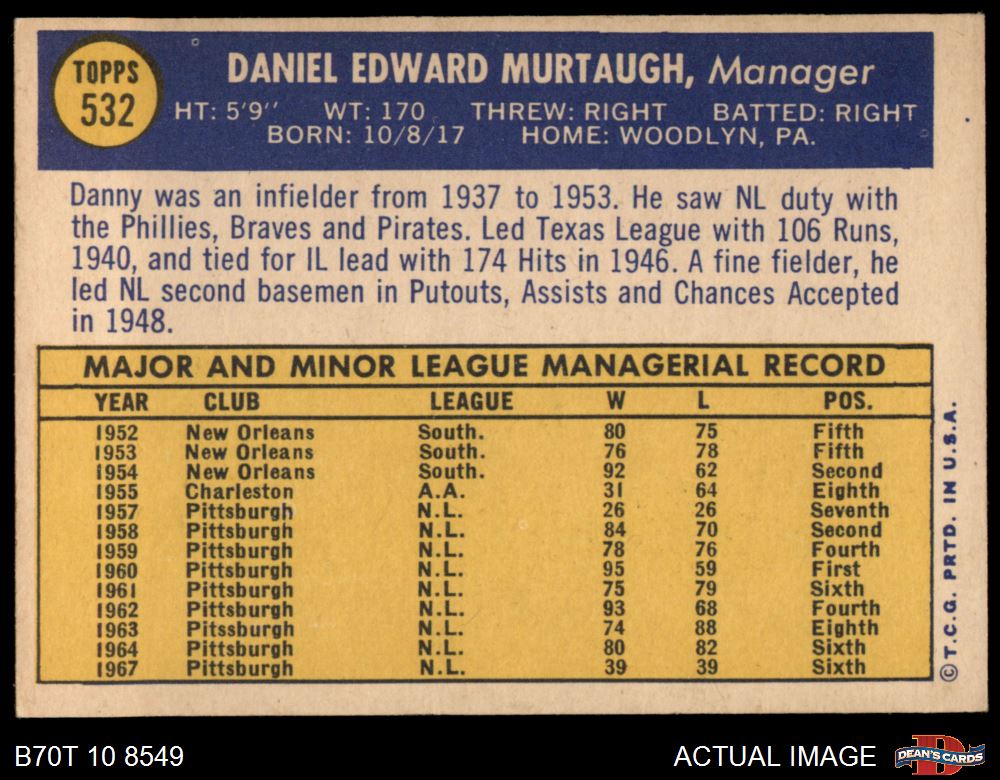 TOPPS
532
DANIEL EDWARD MURTAUGH, Manager
HT: 5'9'' WT: 170 THREW: RIGHT BATTED: RIGHT
BORN: 10/8/17 HOME: WOODLYN, PA.
Danny was an infielder from 1937 to 1953. He saw NL duty with
the Phillies, Braves and Pirates. Led Texas League with 106 Runs,
1940, and tied for IL lead with 174 Hits in 1946. A fine fielder, he
led NL second basemen in Putouts, Assists and Chances Accepted
in 1948.
MAJOR AND MINOR LEAGUE MANAGERIAL RECORD
YEAR CLUB LEAGUE W L POS.
1952 New Orleans South. 80 75 Fifth
1953 New Orleans South. 76 78 Fifth
1954 New Orleans South. 92 62 Second
1955 Charleston A.A. 31 64 Eighth
1957 Pittsburgh N.L. 26 26 Seventh
1958 Pittsburgh N.L. 84 70 Second
1959 Pittsburgh N.L. 78 76 Fourth
1960 Pittsburgh N.L. 95 59 First
1961 Pittsburgh N.L. 75 79 Sixth
1962 Pittsburgh N.L. 93 68 Fourth
1963 Pitssburgh N.L. 74 88 Eighth
1964 Pittsburgh N.L. 80 82 Sixth
1967 Pittsburgh N.L. 39 39 Sixth
© T.C.G. PRTD. IN U.S.A.
B70T 10 8549
ACTUAL IMAGE
D
DEAN'S CARDS